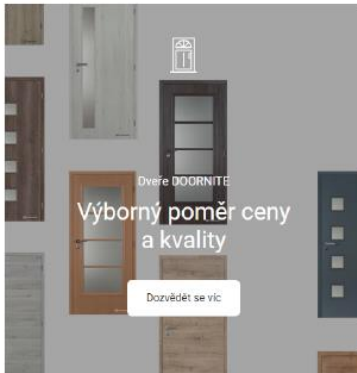 Dveře DOORNITE
Výborný poměr ceny
a kvality
Dozvědět se víc